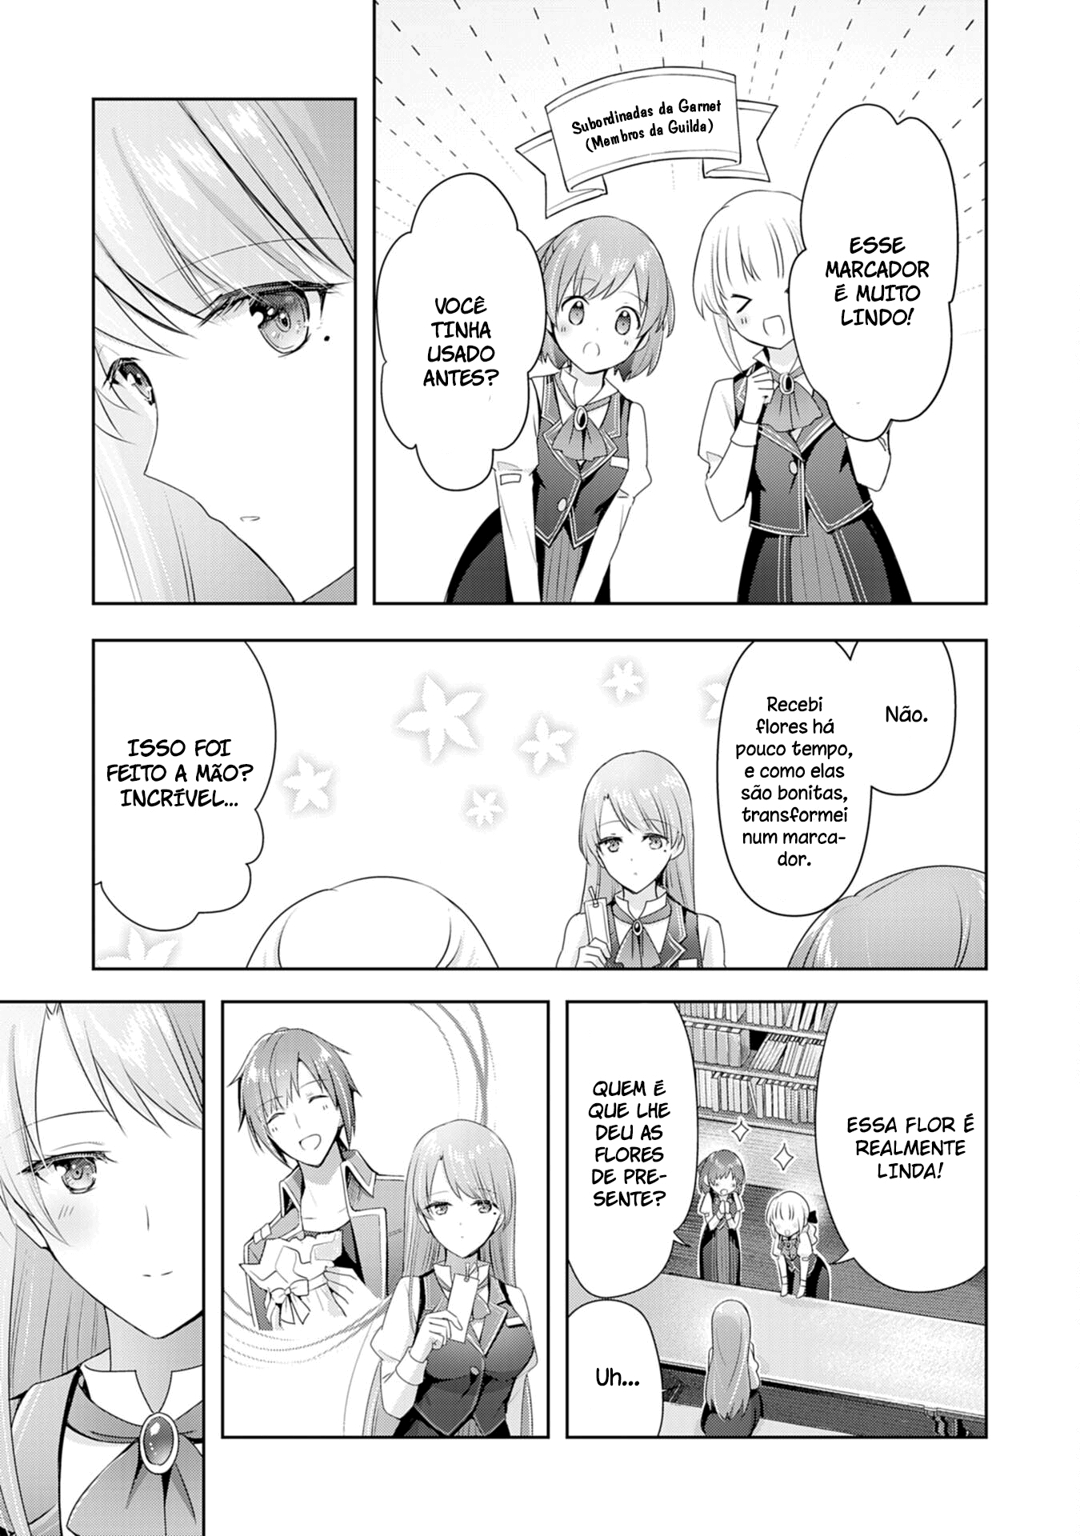 Subordinadas da Garnet
(Membros da Guilda)
ESSE
MARCADOR
É MUITO
LINDO!
VOCÊ
TINHA
USADO
ANTES?
Não.
Recebi
flores há
pouco tempo,
e como elas
são bonitas,
transformei
num marca-
dor.
ISSO FOI
FEITO A MÃO?
INCRÍVEL...
ESSA FLOR É
REALMENTE
LINDA!
QUEM É
QUE LHE
DEU AS
FLORES
DE PRE-
SENTE?
Uh...